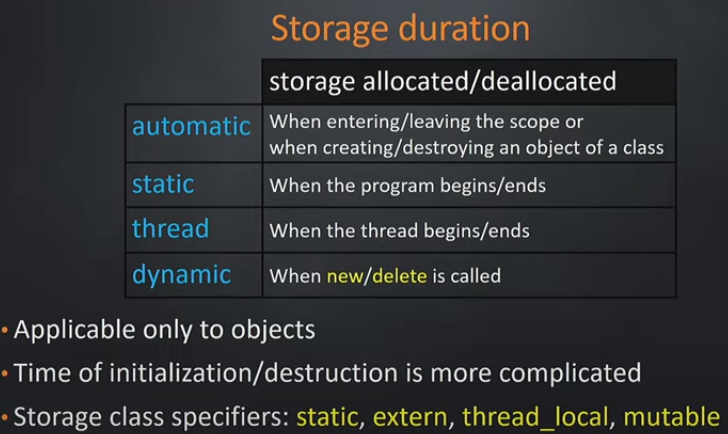 Storage duration
storage allocated/deallocated
automatic
When entering/leaving the scope or
when creating/destroying an object of a class
static
When the program begins/ends
thread
When the thread begins/ends
dynamic
When new/delete is called
• Applicable only to objects
• Time of initialization/destruction is more complicated
• Storage class specifiers: static, extern, thread_local, mutable